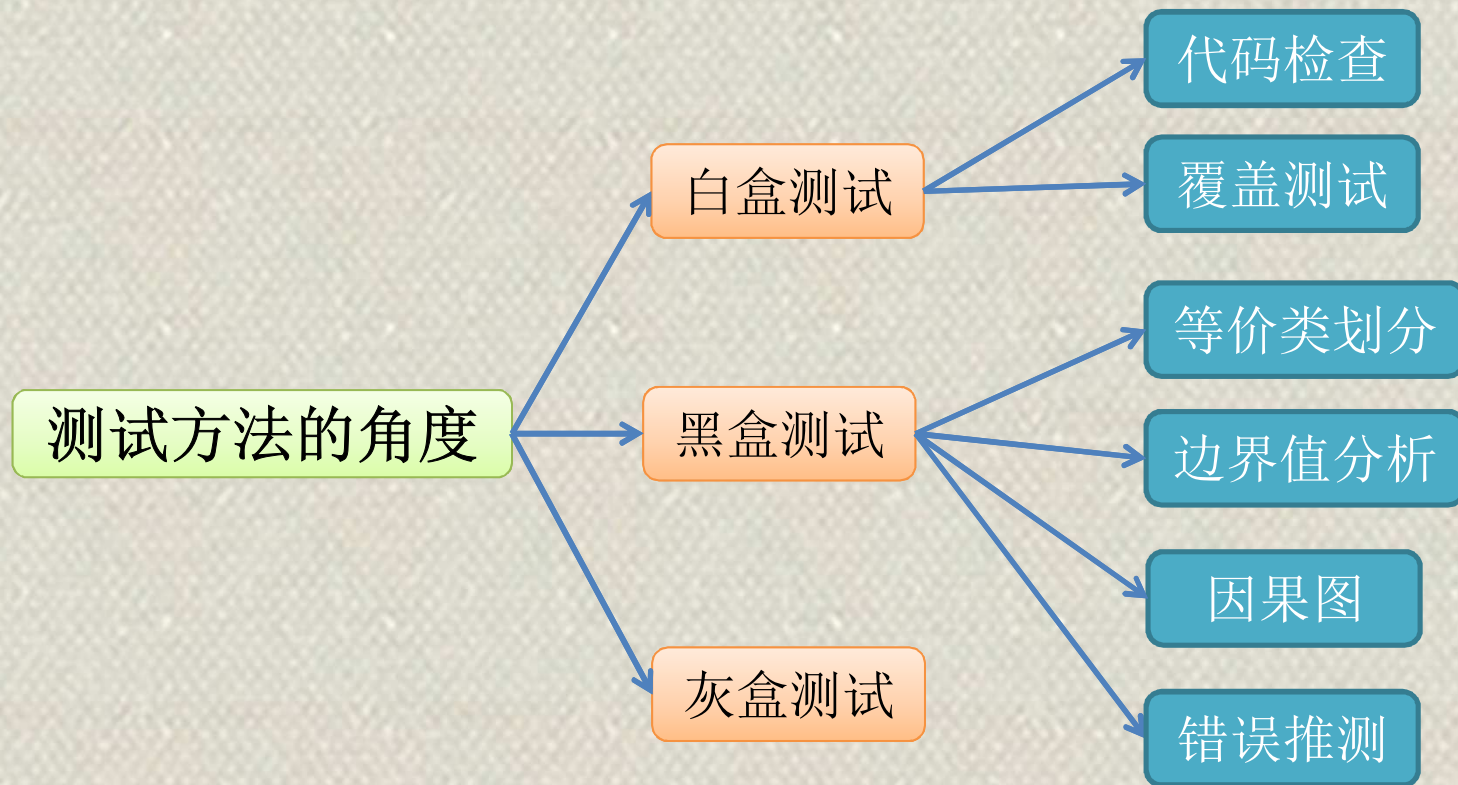 代码检查
白盒测试
覆盖测试
等价类划分
测试方法的角度
黑盒测试
边界值分析
因果图
灰盒测试
错误推测